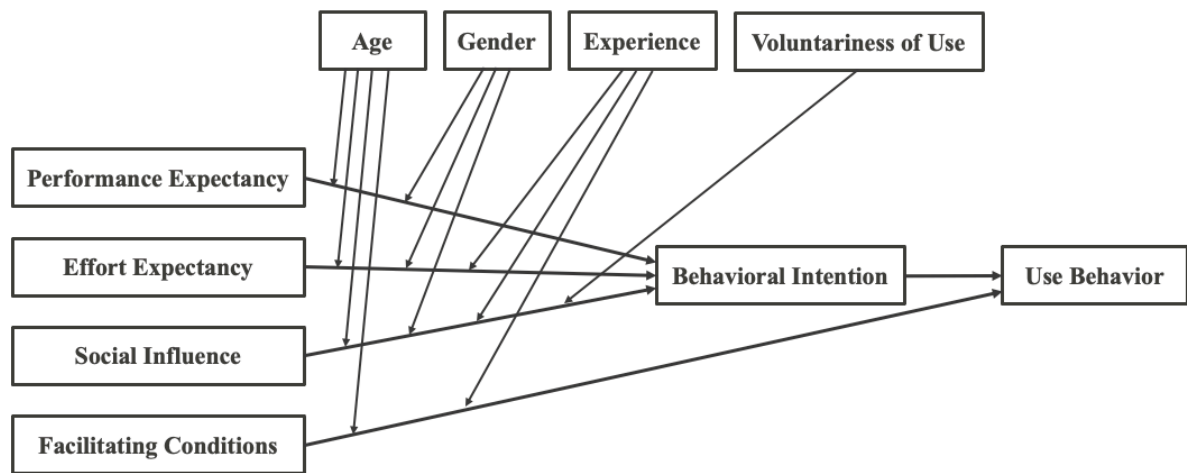 Age
Gender
Experience
Voluntariness of Use
Performance Expectancy
Effort Expectancy
Behavioral Intention
Use Behavior
Social Influence
Facilitating Conditions